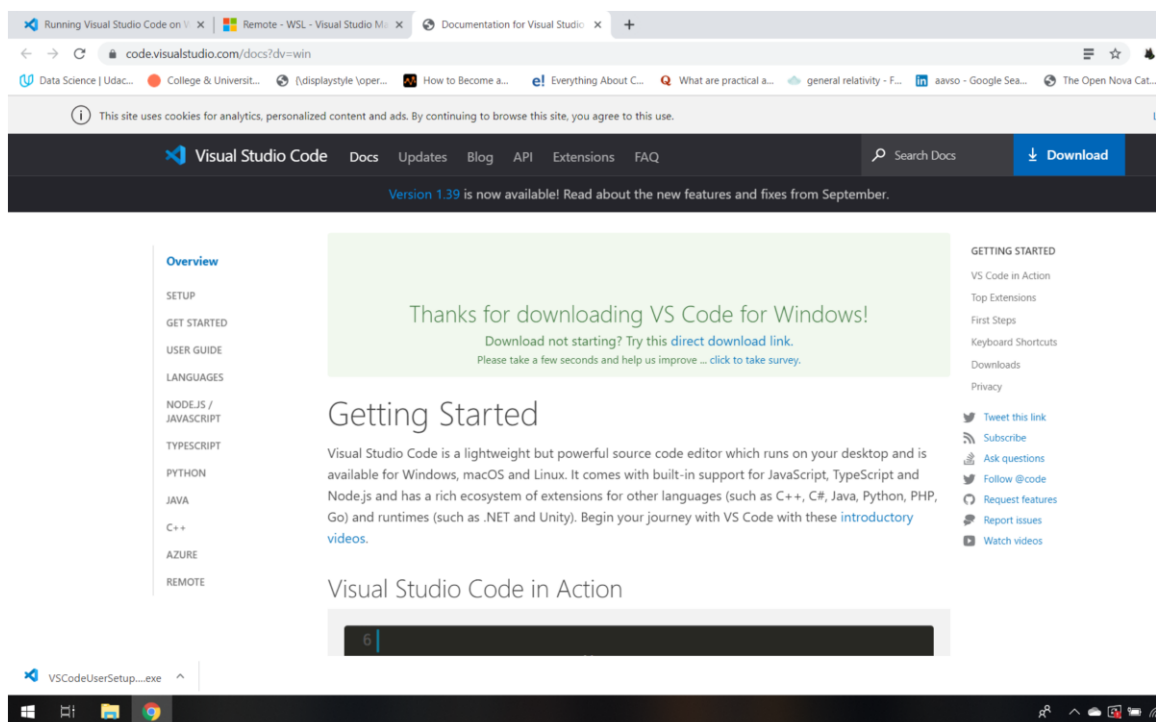 Running Visual Studio Code on W
Remote - WSL - Visual Studio Ma
Documentation for Visual Studio
code.visualstudio.com/docs?dv=win
Data Science | Udac...
College & Universit...
{\displaystyle \oper...
How to Become a...
Everything About C...
What are practical a...
general relativity - F...
aavso - Google Sea...
The Open Nova Cat...
This site uses cookies for analytics, personalized content and ads. By continuing to browse this site, you agree to this use.
Visual Studio Code Docs Updates Blog API Extensions FAQ Search Docs Download
Version 1.39 is now available! Read about the new features and fixes from September.
Overview
SETUP
GET STARTED
USER GUIDE
LANGUAGES
NODE.JS /
JAVASCRIPT
TYPESCRIPT
PYTHON
JAVA
C++
AZURE
REMOTE
Thanks for downloading VS Code for Windows!
Download not starting? Try this direct download link.
Please take a few seconds and help us improve ... click to take survey.
Getting Started
Visual Studio Code is a lightweight but powerful source code editor which runs on your desktop and is
available for Windows, macOS and Linux. It comes with built-in support for JavaScript, TypeScript and
Node.js and has a rich ecosystem of extensions for other languages (such as C++, C#, Java, Python, PHP,
Go) and runtimes (such as .NET and Unity). Begin your journey with VS Code with these introductory
videos.
Visual Studio Code in Action
6
GETTING STARTED
VS Code in Action
Top Extensions
First Steps
Keyboard Shortcuts
Downloads
Privacy
Tweet this link
Subscribe
Ask questions
Follow @code
Request features
Report issues
Watch videos
VSCodeUserSetup....exe